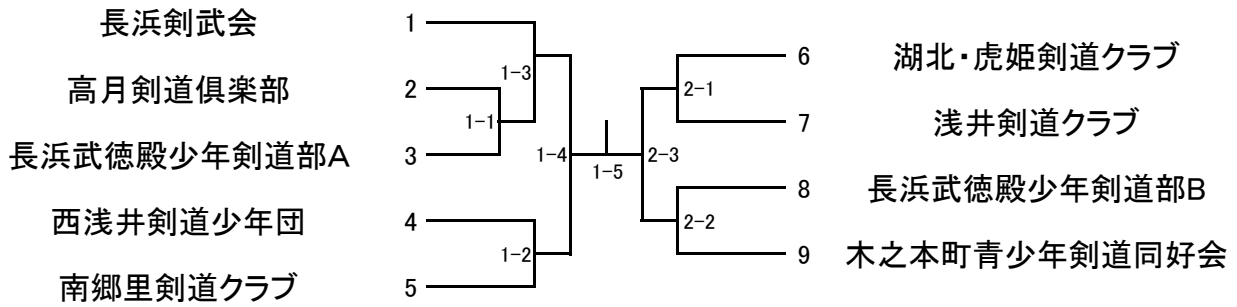 長浜剣武会 1
高月剣道倶楽部 2
長浜武徳殿少年剣道部A 3
西浅井剣道少年団 4
南郷里剣道クラブ 5
1-3
1-1
1-4
1-2
1-5
2-1
2-3
2-2
6 湖北・虎姫剣道クラブ
7 浅井剣道クラブ
8 長浜武徳殿少年剣道部B
9 木之本町青少年剣道同好会